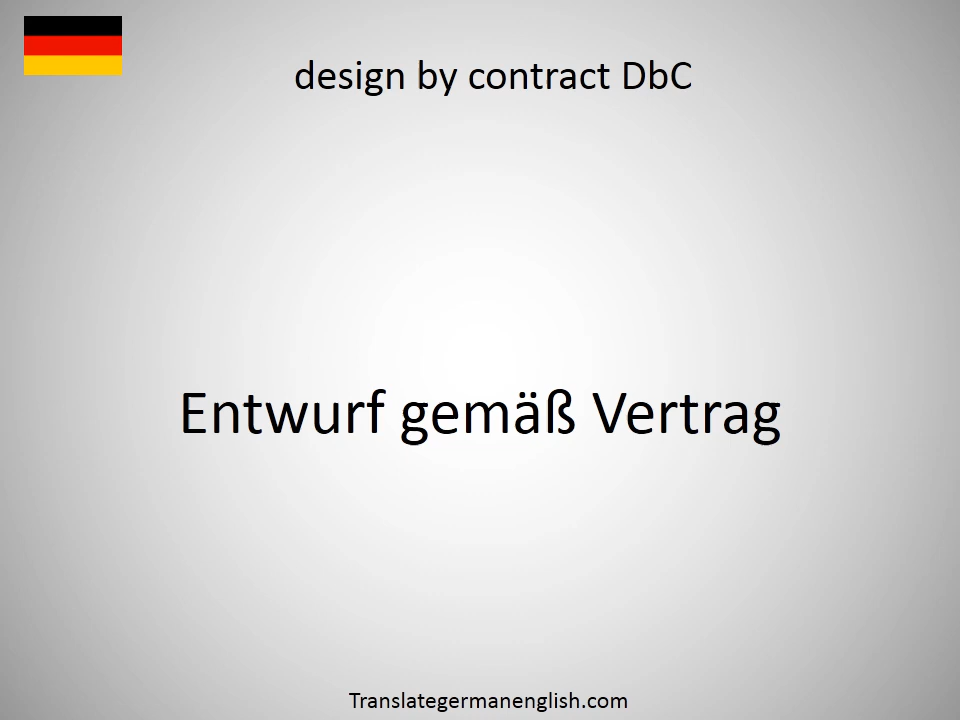 design by contract DbC
Entwurf gemäß Vertrag
Translategermanenglish.com